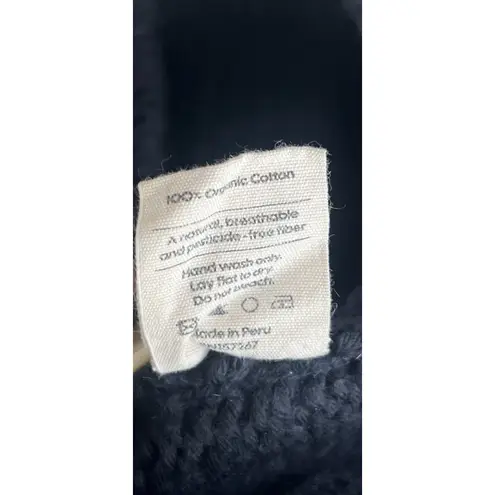 100% Organic Cotton
A natural, breathable
and pesticide-free fiber
Hand wash only.
Lay flat to dry.
Do not bleach.
Made in Peru